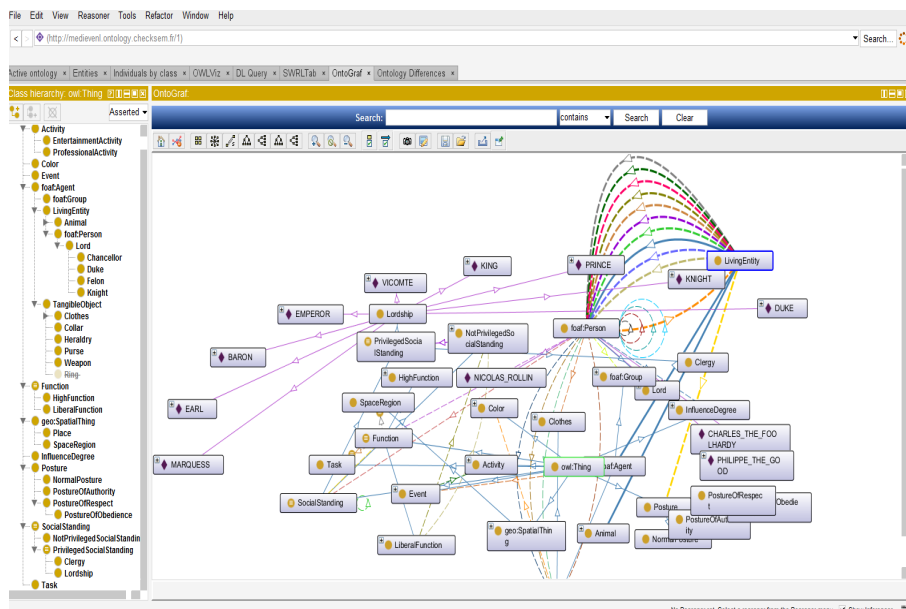 File Edit View Reasoner Tools Refactor Window Help
< > (http://medievenl.ontology.checksem.fr/1) Search...
Active ontology × Entities × Individuals by class × OWLViz × DL Query × SWRLTab × OntoGraf × Ontology Differences ×
Class hierarchy: owl:Thing
OntoGraf
Asserted
Search: contains Search Clear
Activity
EntertainmentActivity
ProfessionalActivity
Color
Event
foaf:Agent
foaf:Group
LivingEntity
Animal
foaf:Person
Lord
Chancellor
Duke
Felon
Knight
TangibleObject
Clothes
Collar
Heraldry
Purse
Weapon
Ring
Function
HighFunction
LiberalFunction
geo:SpatialThing
Place
SpaceRegion
InfluenceDegree
Posture
NormalPosture
PostureOfAuthority
PostureOfRespect
PostureOfObedience
SocialStanding
NotPrivilegedSocialStandin
PrivilegedSocialStanding
Clergy
Lordship
Task
LivingEntity
KING
PRINCE
VICOMTE
KNIGHT
EMPEROR
Lordship
DUKE
foaf:Person
NotPrivilegedSo
cialStanding
PrivilegedSocia
lStanding
BARON
Clergy
HighFunction
NICOLAS_ROLLIN
foaf:Group
Lord
SpaceRegion
Color
InfluenceDegree
EARL
Clothes
Function
CHARLES_THE_FOO
LHARDY
MARQUESS
Task
Activity
owl:Thing
oaf:Agent
PHILIPPE_THE_GO
OD
Event
SocialStanding
PostureOfRespec
t
Obedie
Posture
PostureOfAut
ity
geo:SpatialThin
g
Animal
NormalPosture
LiberalFunction